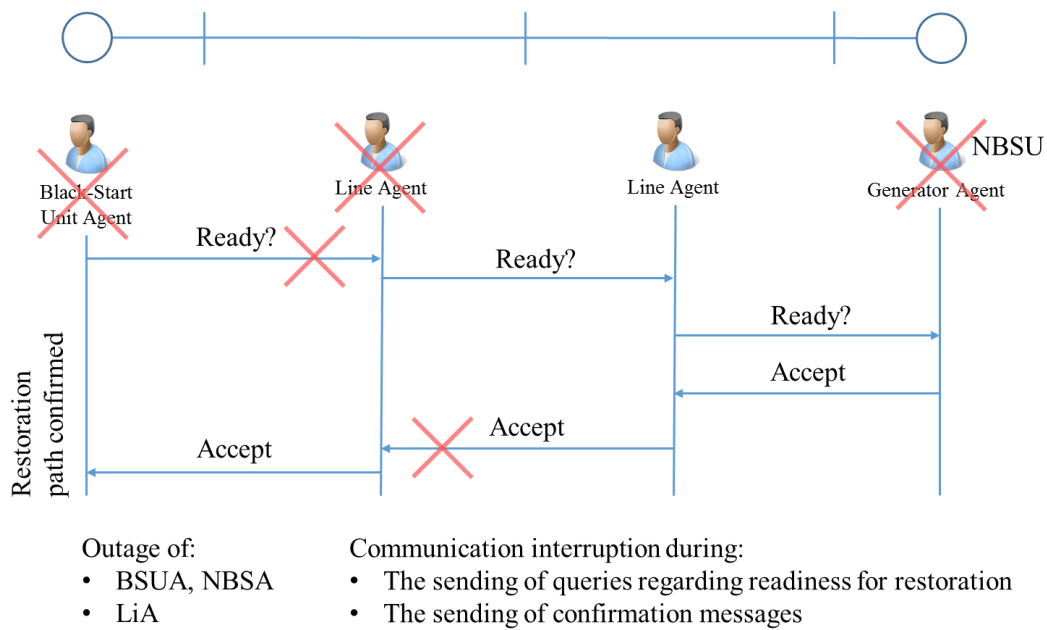 NBSU
Black-Start
Unit Agent
Line Agent
Line Agent
Generator Agent
Ready?
Ready?
Ready?
Accept
Accept
Accept
Restoration
path confirmed
Outage of:
• BSUA, NBSA
• LiA
Communication interruption during:
• The sending of queries regarding readiness for restoration
• The sending of confirmation messages